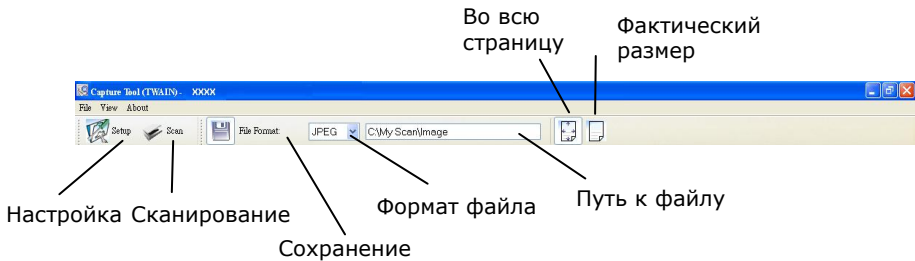 Во всю
страницу
Фактический
размер
Capture Tool (TWAIN) - XXXX
File View About
Setup Scan File Format: JPEG C:\My Scan\Image
Настройка Сканирование Формат файла Путь к файлу
Сохранение